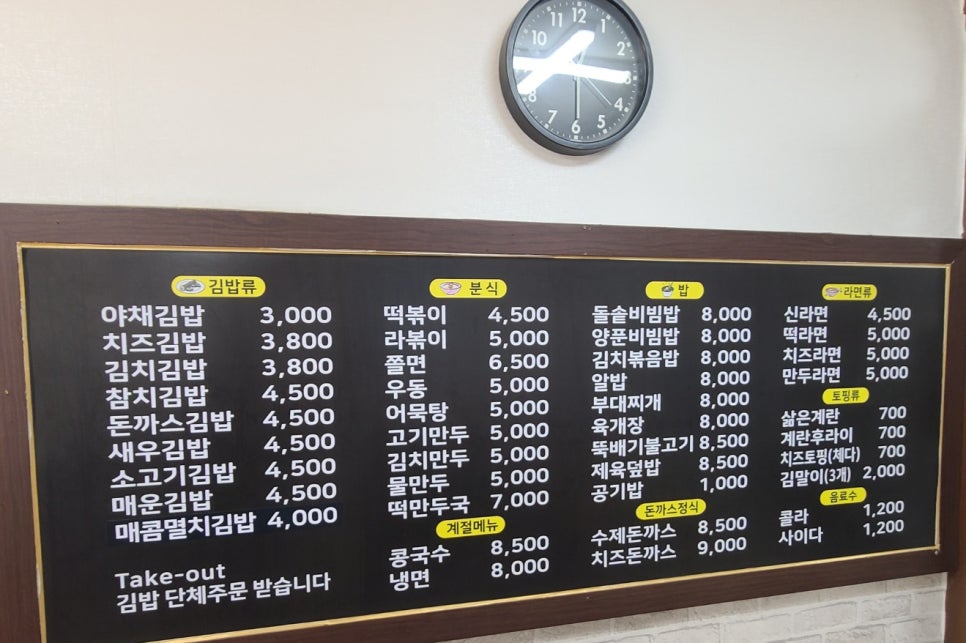 12
11
1
10
2
3
8
4
7
5
6
김밥류
야채김밥 3,000
치즈김밥 3,800
김치김밥 3,800
참치김밥 4,500
돈까스김밥 4,500
새우김밥 4,500
소고기김밥 4,500
매운김밥 4,500
매콤멸치김밥 4,000
Take-out
김밥 단체주문 받습니다
분식
떡볶이 4,500
라볶이 5,000
쫄면 6,500
우동 5,000
어묵탕 5,000
고기만두 5,000
김치만두 5,000
물만두 5,000
떡만두국 7,000
계절메뉴
콩국수 8,500
냉면 8,000
밥
돌솥비빔밥 8,000
양푼비빔밥 8,000
김치볶음밥 8,000
알밥 8,000
부대찌개 8,000
육개장 8,000
뚝배기불고기 8,500
제육덮밥 8,500
공기밥 1,000
돈까스정식
수제돈까스 8,500
치즈돈까스 9,000
라면류
신라면 4,500
떡라면 5,000
치즈라면 5,000
만두라면 5,000
토핑류
삶은계란 700
계란후라이 700
치즈토핑(체다) 700
김말이(3개) 2,000
음료수
콜라 1,200
사이다 1,200